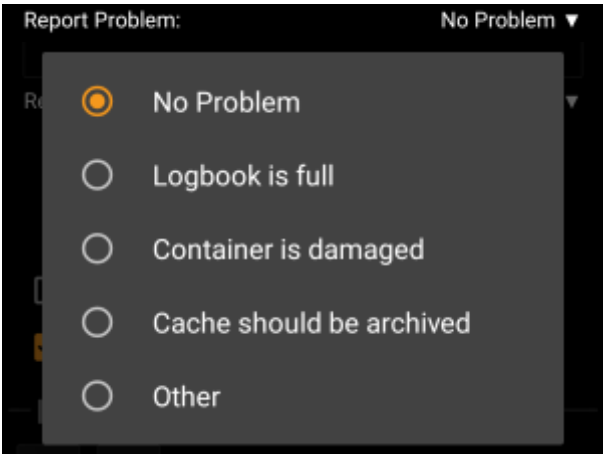 Report Problem: No Problem ▼
No Problem
Logbook is full
Container is damaged
Cache should be archived
Other